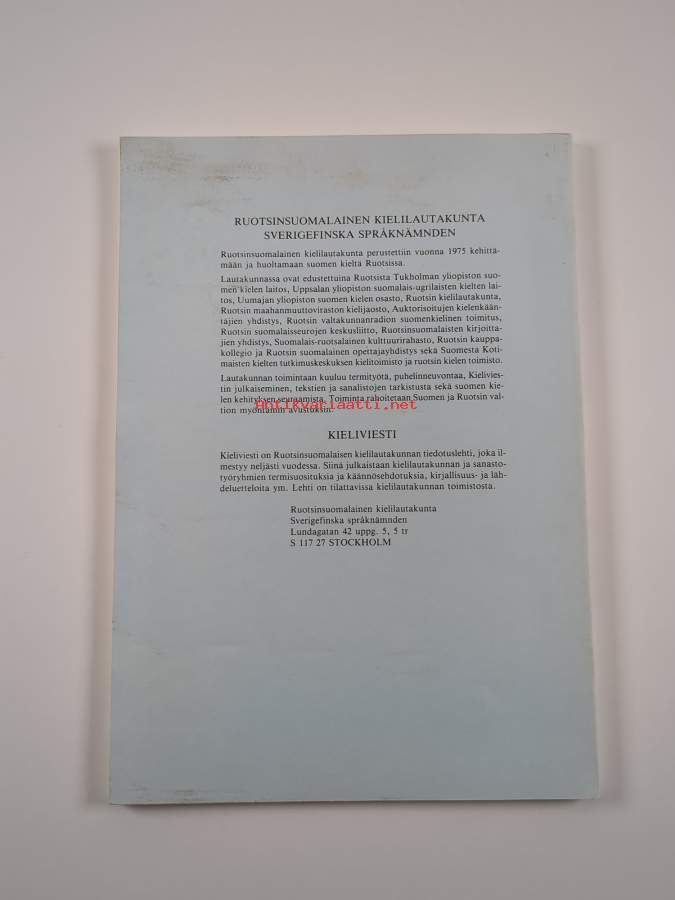 RUOTSINSUOMALAINEN KIELILAUTAKUNTA
SVERIGEFINSKA SPRÅKNÄMNDEN
Ruotsinsuomalainen kielilautakunta perustettiin vuonna 1975 kehittä-
mään ja huoltamaan suomen kieltä Ruotsissa.
Lautakunnassa ovat edustettuina Ruotsista Tukholman yliopiston suo-
men kielen laitos, Uppsalan yliopiston suomalais-ugrilaisten kielten lai-
tos, Uumajan yliopiston suomen kielen osasto, Ruotsin kielilautakunta,
Ruotsin maahanmuuttoviraston kielijaosto, Auktorisoitujen kielenkään-
täjien yhdistys, Ruotsin valtakunnanradion suomenkielinen toimitus,
Ruotsin suomalaisseurojen keskusliitto, Ruotsinsuomalaisten kirjoitta-
jien yhdistys, Suomalais-ruotsalainen kulttuurirahasto, Ruotsin kauppa-
kollegio ja Ruotsin suomalainen opettajayhdistys sekä Suomesta Koti-
maisten kielten tutkimuskeskuksen kielitoimisto ja ruotsin kielen toimisto.
Lautakunnan toimintaan kuuluu termityötä, puhelinneuvontaa, Kielivies-
tin julkaiseminen, tekstien ja sanalistojen tarkistusta sekä suomen kie-
len kehityksen seuraamista. Toiminta rahoitetaan Suomen ja Ruotsin val-
tion myöntämin avustuksin.
Antikvariaatti.net
KIELIVIESTI
Kieliviesti on Ruotsinsuomalaisen kielilautakunnan tiedotuslehti, joka il-
mestyy neljästi vuodessa. Siinä julkaistaan kielilautakunnan ja sanasto-
työryhmien termisuosituksia ja käännösehdotuksia, kirjallisuus- ja läh-
deluetteloita ym. Lehti on tilattavissa kielilautakunnan toimistosta.
Ruotsinsuomalainen kielilautakunta
Sverigefinska språknämnden
Lundagatan 42 uppg. 5, 5 tr
S 117 27 STOCKHOLM